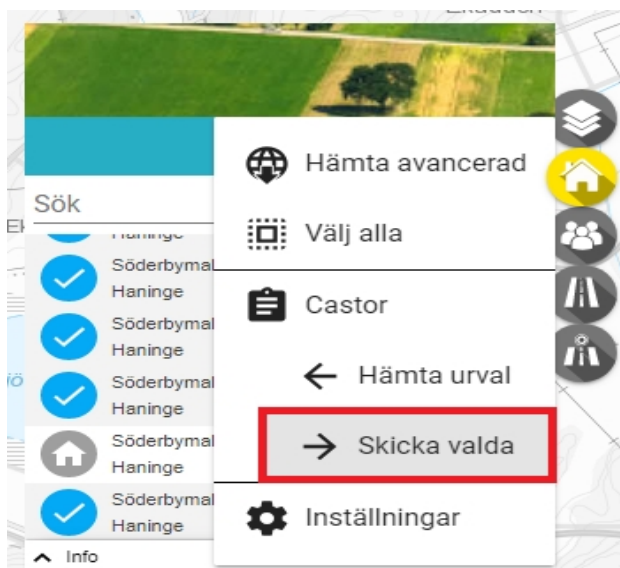 Hämta avancerad
Sök
Välj alla
Haninge
Söderbymal
Haninge
Castor
Söderbymal
Haninge
Hämta urval
Söderbymal
Haninge
Söderbymal
Haninge
Skicka valda
Söderbymal
Haninge
Inställningar
Info